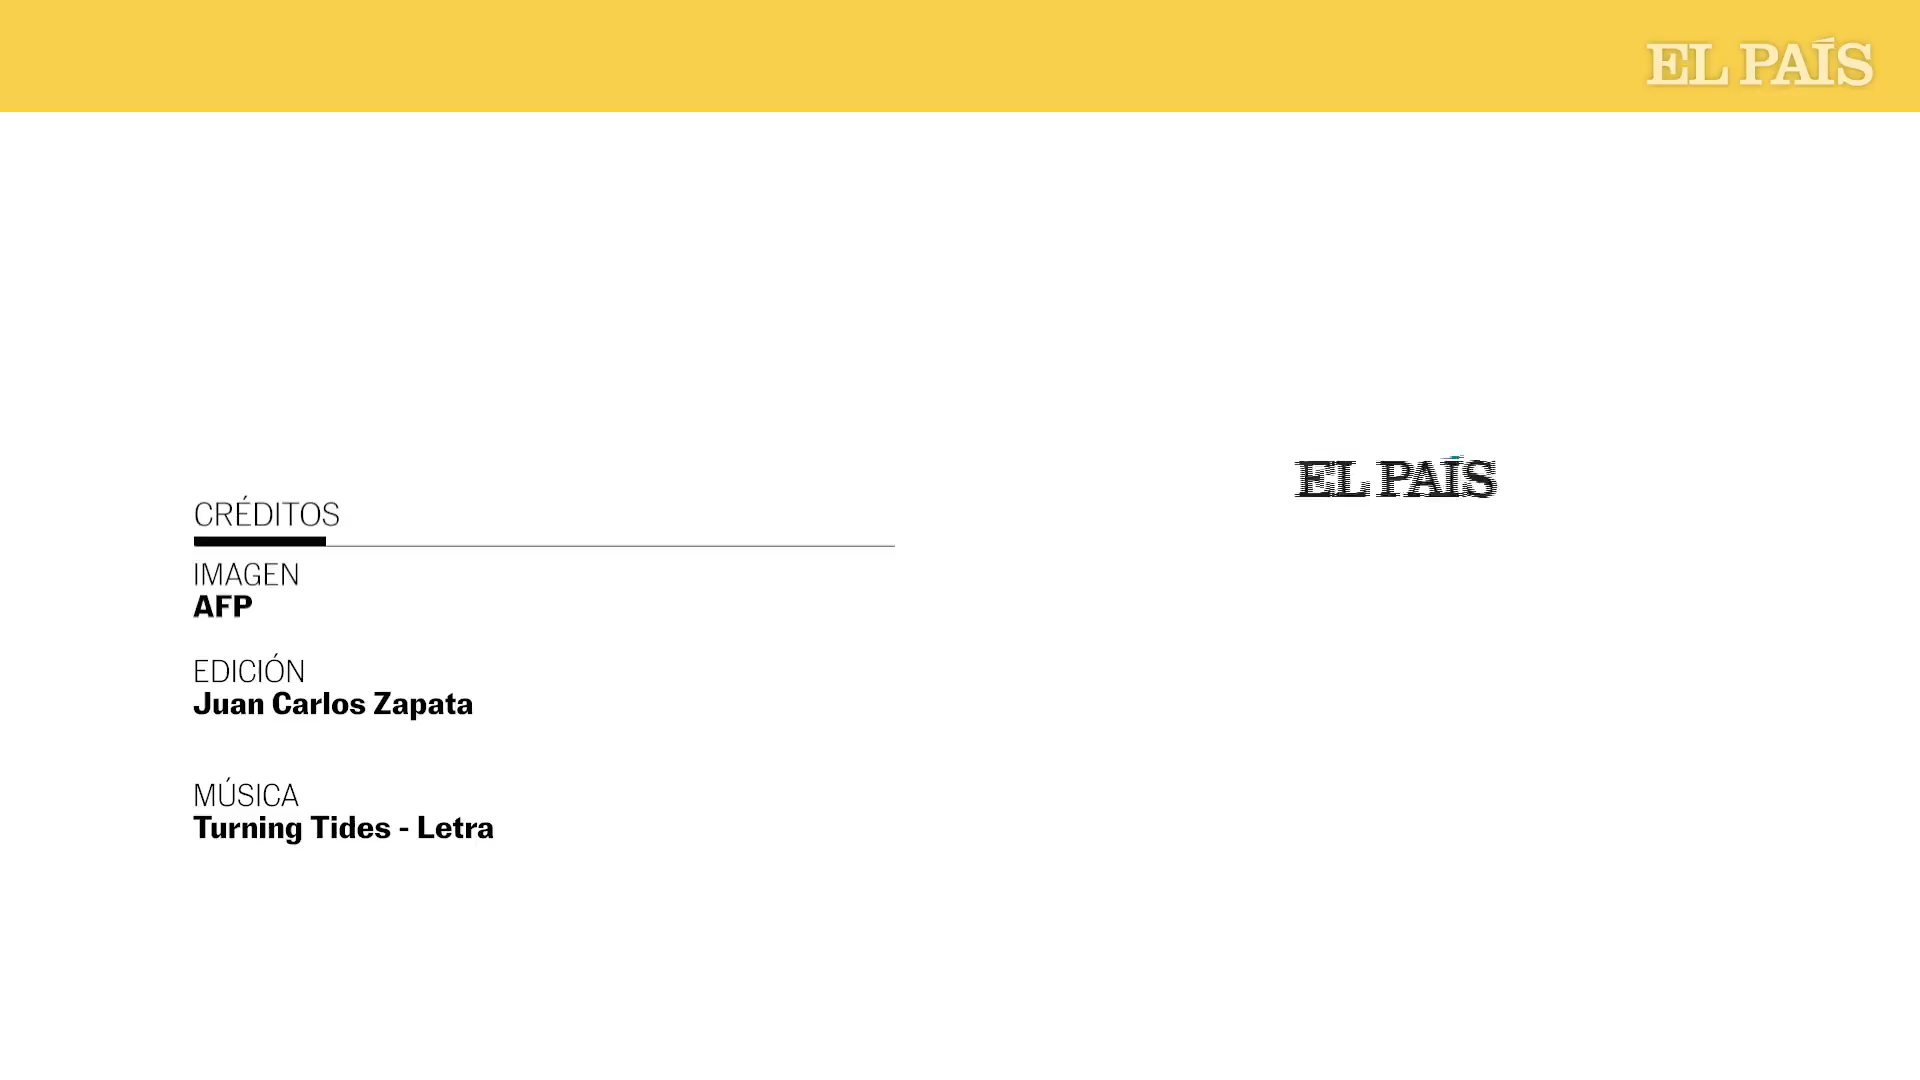 EL PAÍS
EL PAÍS
CRÉDITOS
IMAGEN
AFP
EDICIÓN
Juan Carlos Zapata
MÚSICA
Turning Tides - Letra